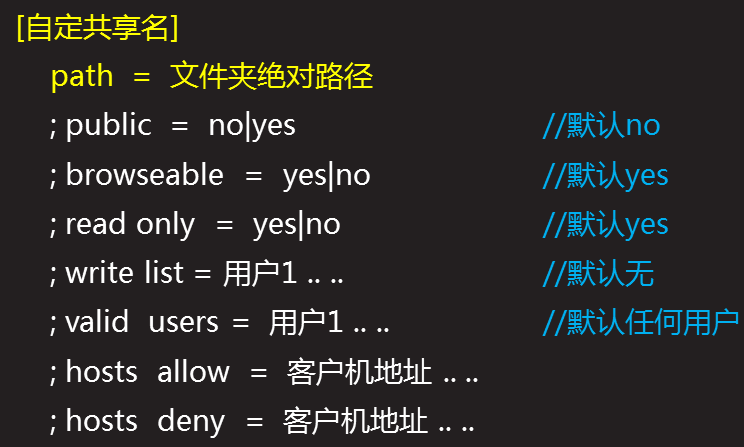 [自定共享名]
path = 文件夹绝对路径
; public = no|yes //默认no
; browseable = yes|no //默认yes
; read only = yes|no //默认yes
; write list = 用户1 .. .. //默认无
; valid users = 用户1 .. .. //默认任何用户
; hosts allow = 客户机地址 .. ..
; hosts deny = 客户机地址 .. ..